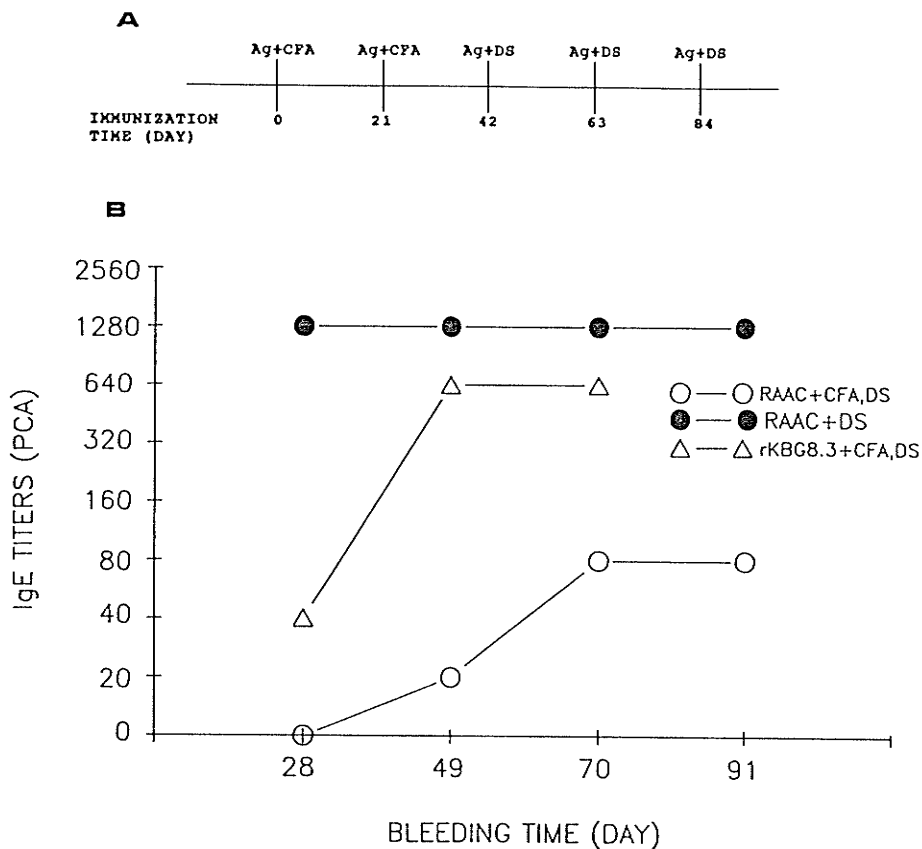 A
Ag+CFA Ag+CFA Ag+DS Ag+DS Ag+DS
IMMUNIZATION 0 21 42 63 84
TIME (DAY)
B
2560
1280
640
320
160
80
40
20
0
IgE TITERS (PCA)
RAAC+CFA,DS
RAAC+DS
rKBG8.3+CFA,DS
28 49 70 91
BLEEDING TIME (DAY)